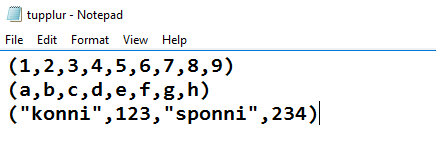 tupplur - Notepad
File Edit Format View Help
(1,2,3,4,5,6,7,8,9)
(a,b,c,d,e,f,g,h)
("konni",123,"sponni",234)